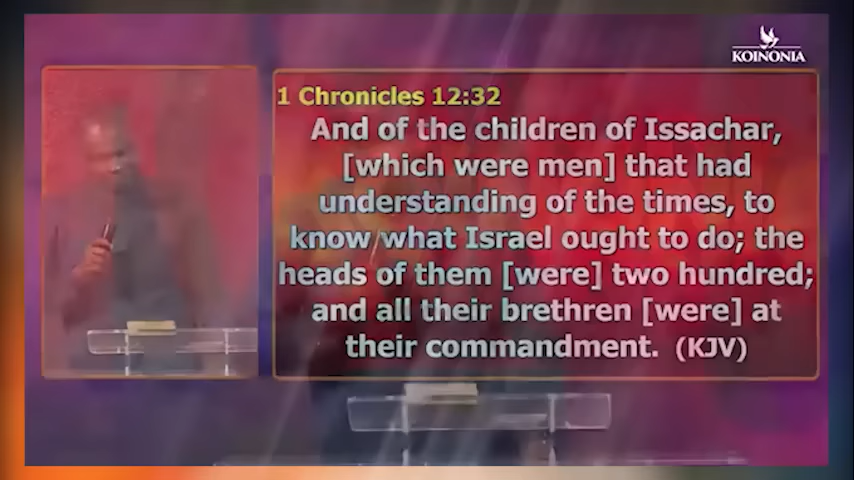 KOINONIA
1 Chronicles 12:32
And of the children of Issachar,
[which were men] that had
understanding of the times, to
know what Israel ought to do; the
heads of them [were] two hundred;
and all their brethren [were] at
their commandment. (KJV)